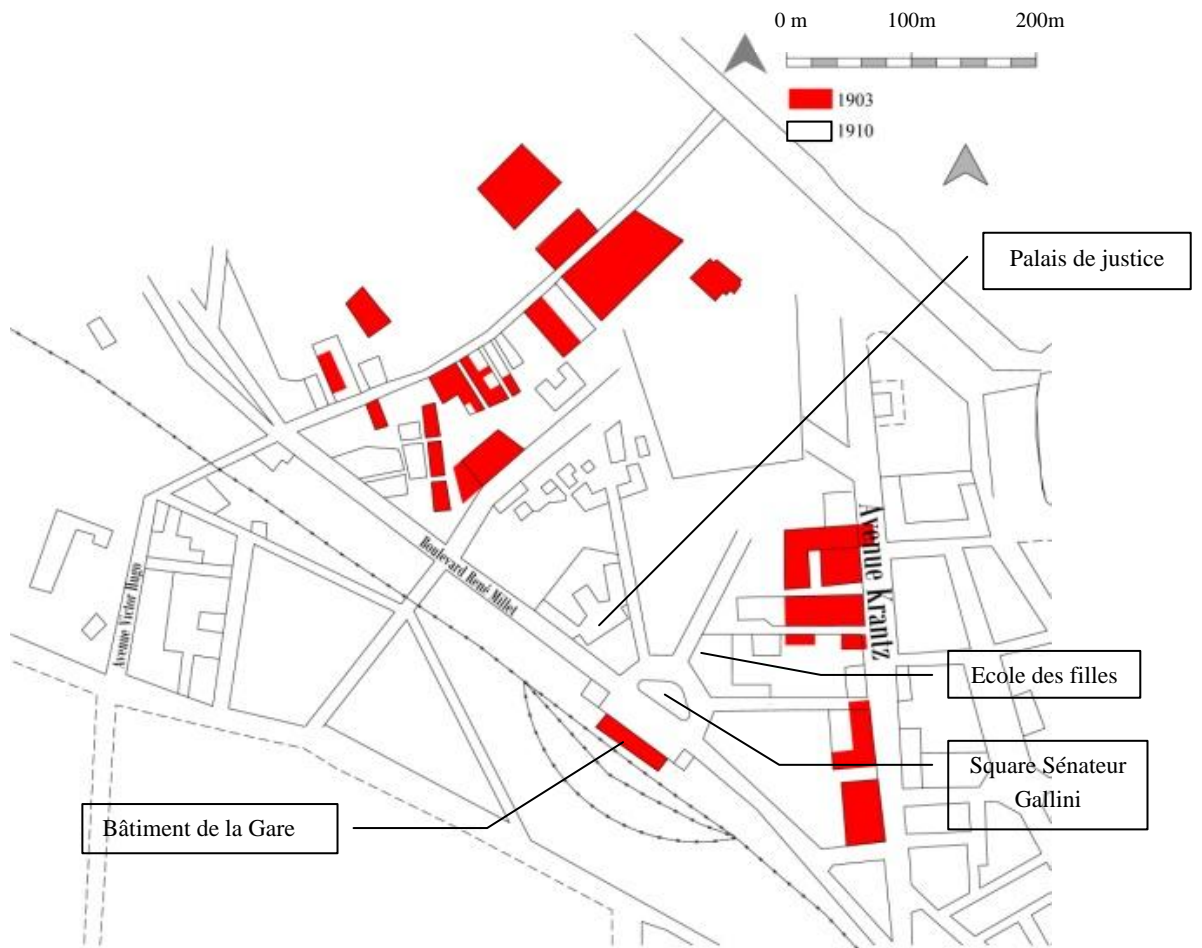 0 m 100m 200m
1903
1910
Palais de justice
Avenue Krantz
Boulevard René Millet
Avenue Victor Hugo
Ecole des filles
Square Sénateur
Gallini
Bâtiment de la Gare